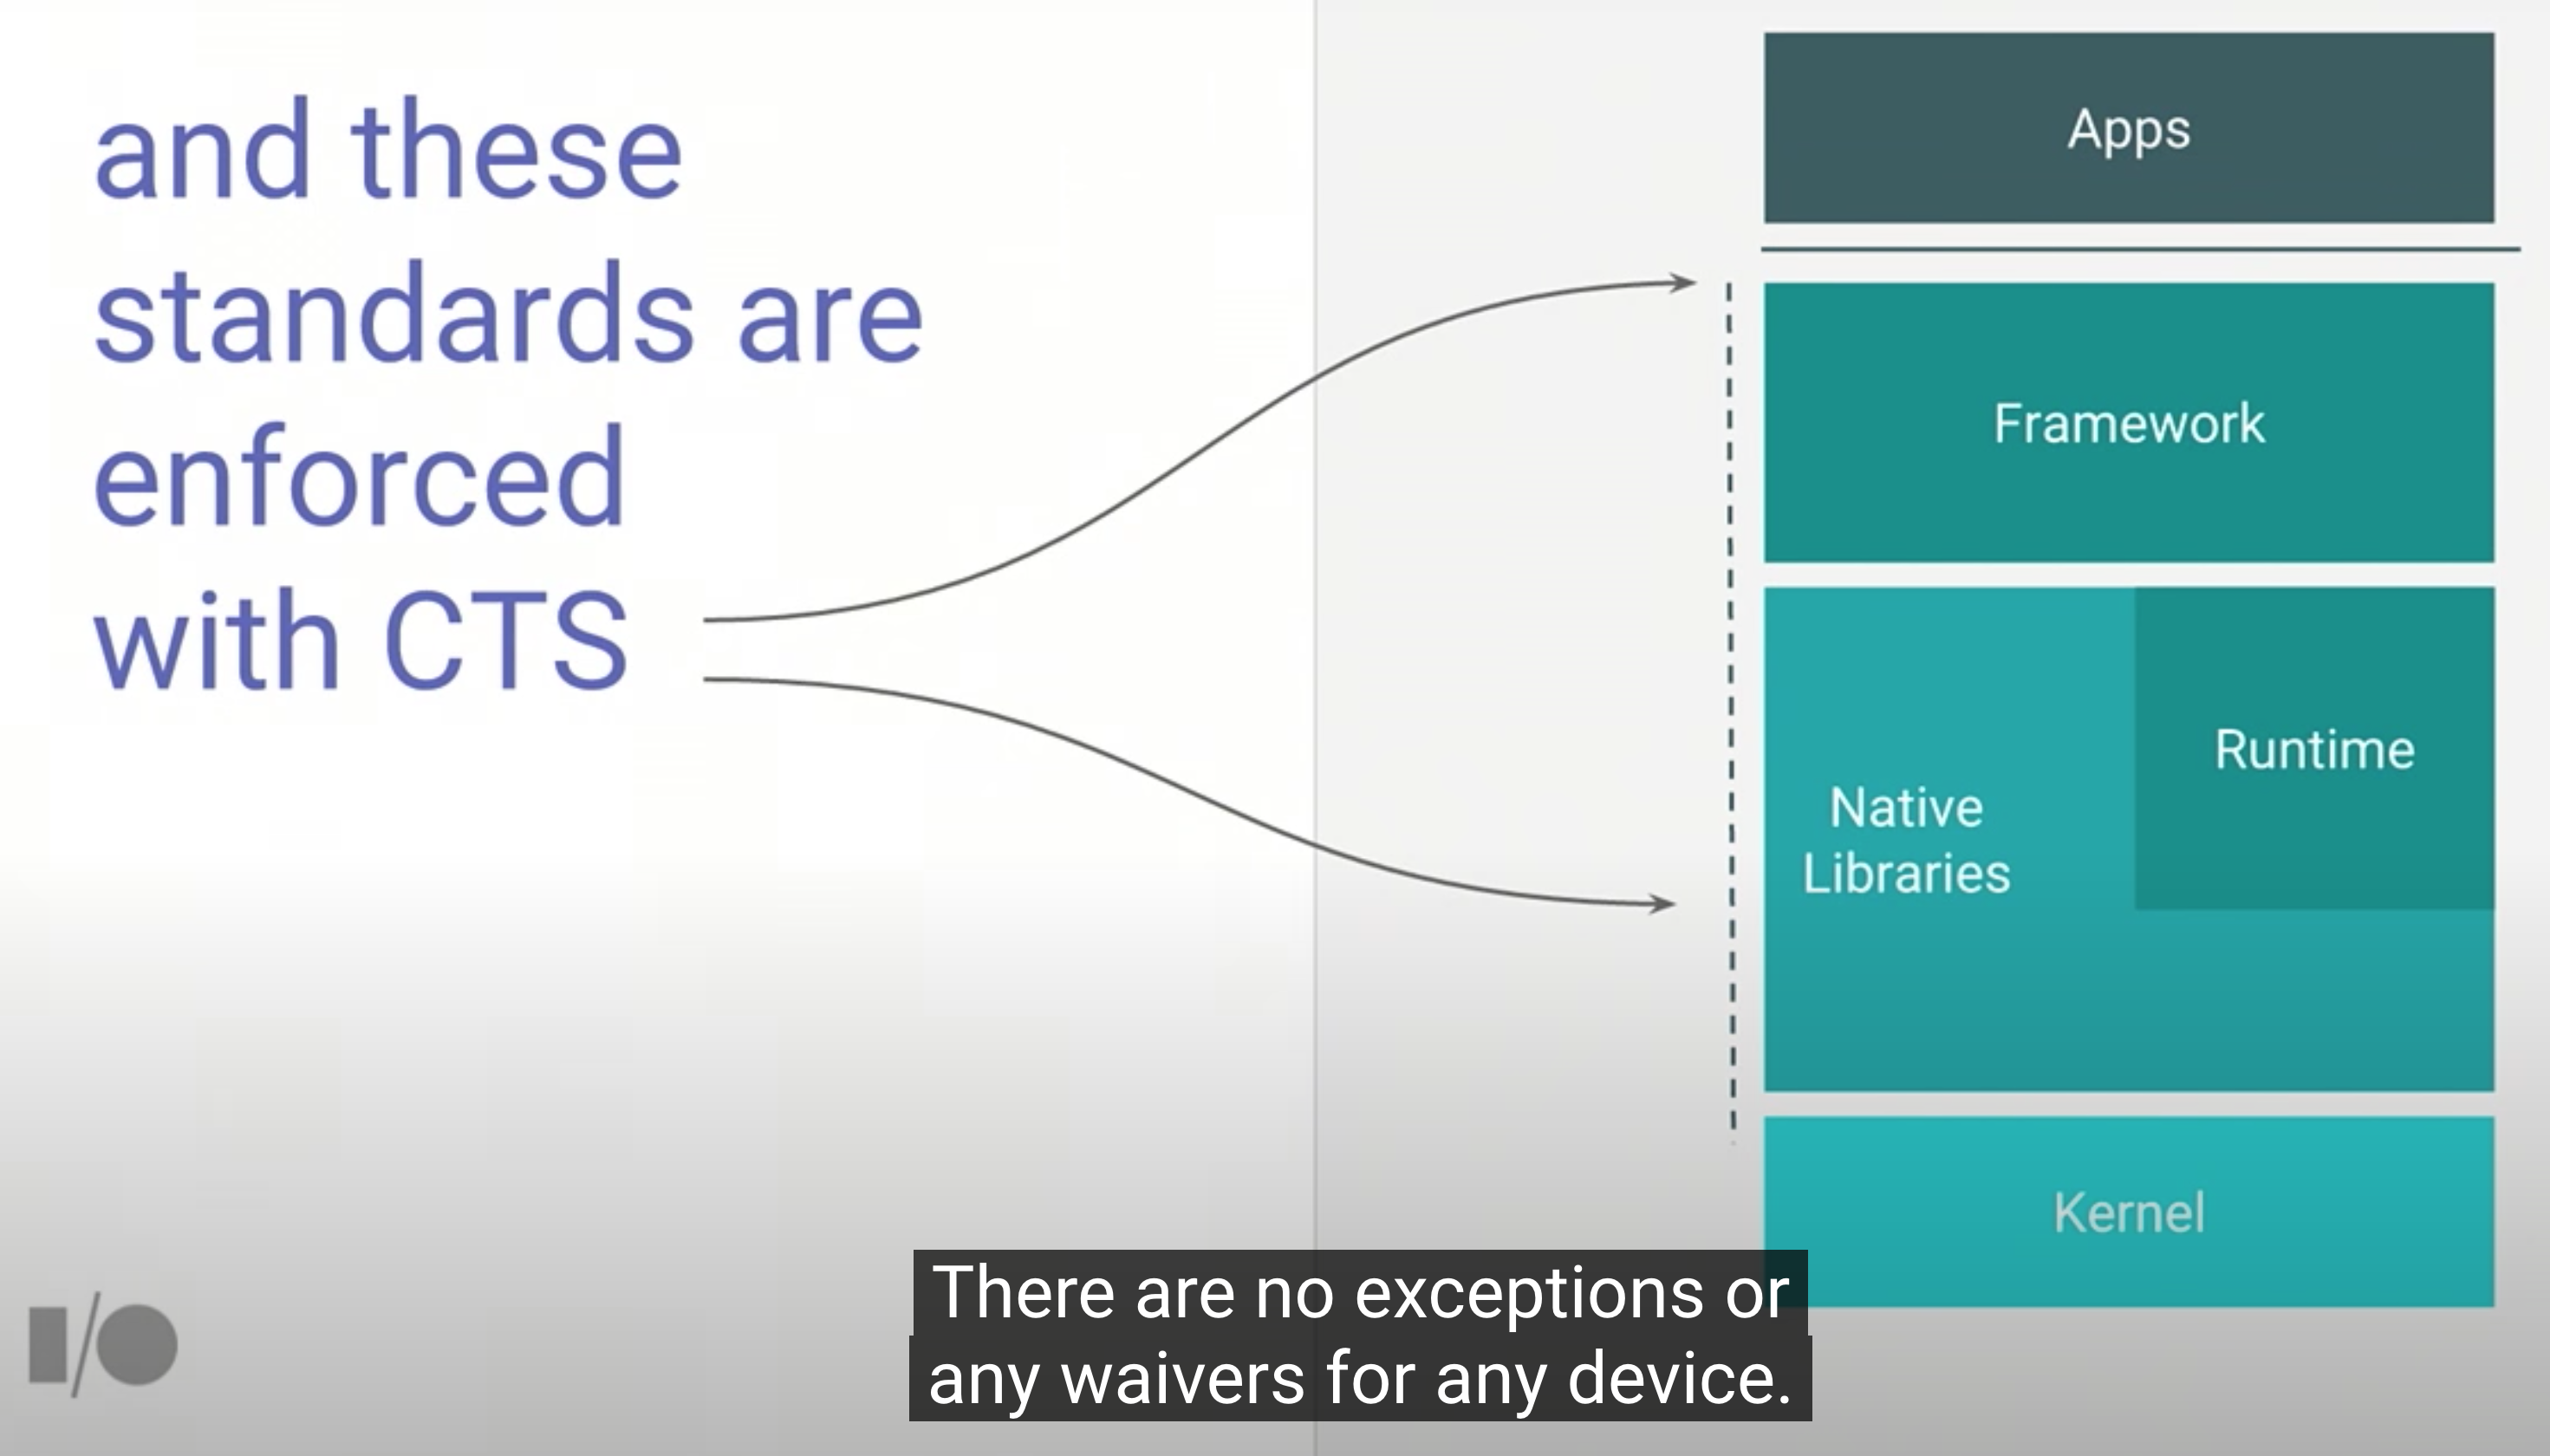 and these
standards are
enforced
with CTS
Apps
Framework
Native
Libraries
Runtime
Kernel
I/O
There are no exceptions or
any waivers for any device.